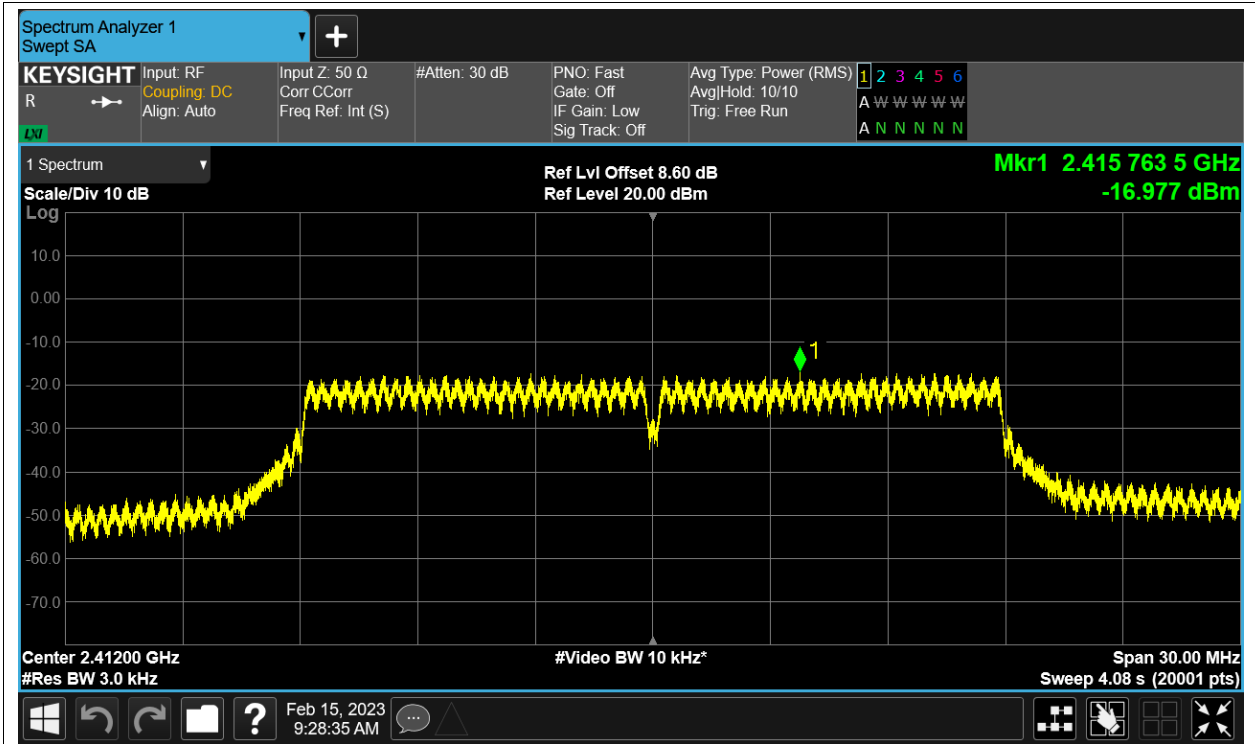 Spectrum Analyzer 1
Swept SA
KEYSIGHT
R
LXI
Input: RF
Coupling: DC
Align: Auto
Input Z: 50 Ω
Corr CCorr
Freq Ref: Int (S)
#Atten: 30 dB
PNO: Fast
Gate: Off
IF Gain: Low
Sig Track: Off
Avg Type: Power (RMS)
Avg|Hold: 10/10
Trig: Free Run
1 2 3 4 5 6
A W W W W W
A N N N N N
1 Spectrum
Scale/Div 10 dB
Log
Ref Lvl Offset 8.60 dB
Ref Level 20.00 dBm
Mkr1 2.415 763 5 GHz
-16.977 dBm
10.0
0.00
-10.0
1
-20.0
-30.0
-40.0
-50.0
-60.0
-70.0
Center 2.41200 GHz
#Video BW 10 kHz*
Span 30.00 MHz
#Res BW 3.0 kHz
Sweep 4.08 s (20001 pts)
?
Feb 15, 2023
9:28:35 AM